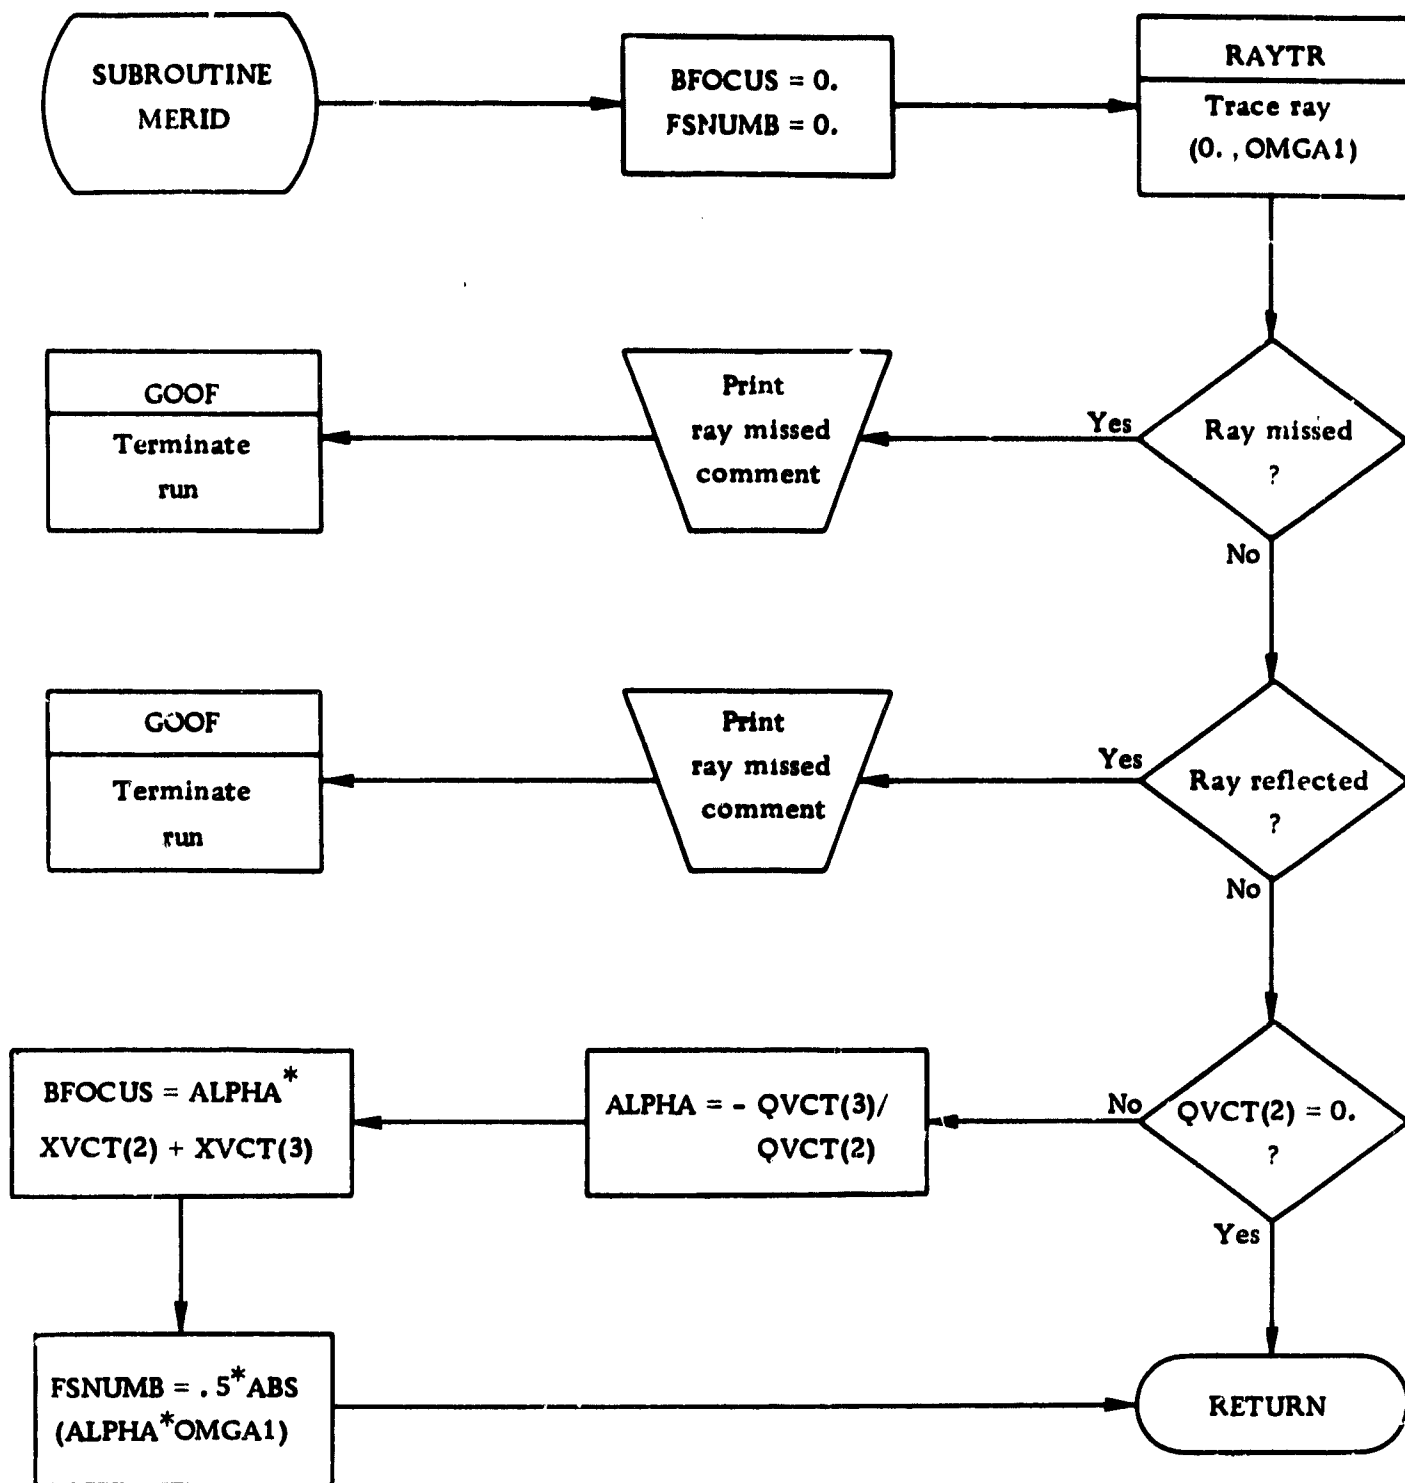 SUBROUTINE
MERID
BFOCUS = 0.
FSNUMB = 0.
RAYTR
Trace ray
(0. , OMGA1)
GOOF
Terminate
run
Print
ray missed
comment
Yes
Ray missed
?
No
GOOF
Terminate
run
Print
ray missed
comment
Yes
Ray reflected
?
No
BFOCUS = ALPHA*
XVCT(2) + XVCT(3)
ALPHA = - QVCT(3)/
QVCT(2)
No
QVCT(2) = 0.
?
Yes
FSNUMB = . 5*ABS
(ALPHA*OMGA1)
RETURN